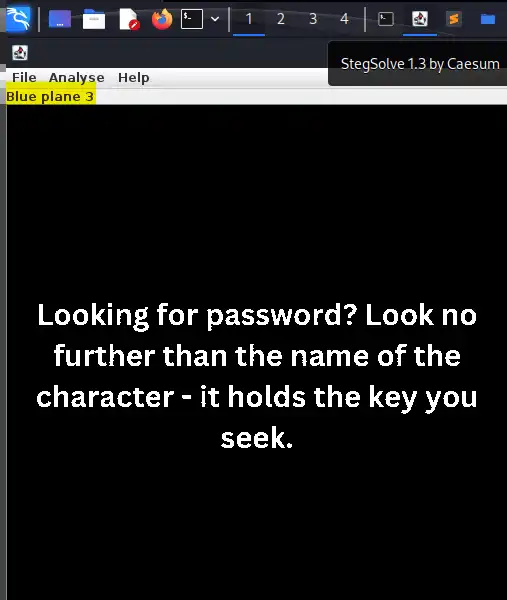 1 2 3 4
StegSolve 1.3 by Caesum
File Analyse Help
Blue plane 3
Looking for password? Look no
further than the name of the
character - it holds the key you
seek.